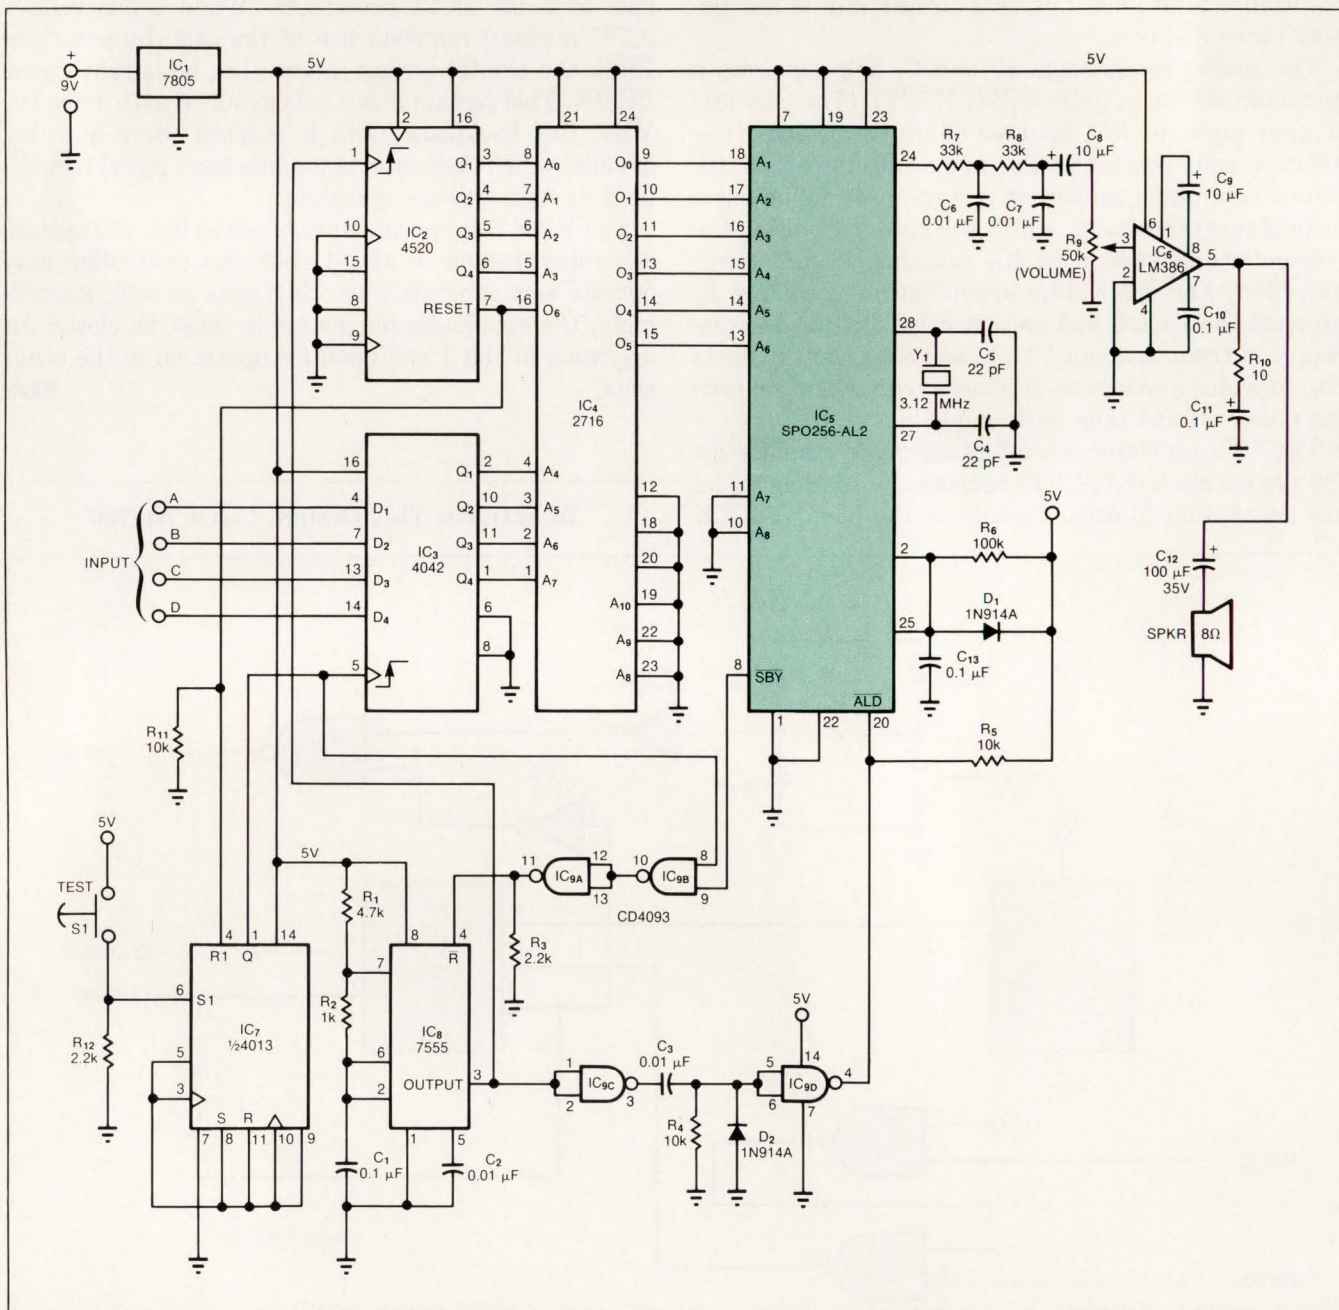 IC1
7805
+
9V
5V
5V
2
16
21
24
7
19
23
1
Q1 3
8 A0
O0 9
18 A1
24
R7
33k
R8
33k
+ C8
10 µF
Q2 4
7 A1
O1 10
17 A2
C6
0.01 µF
C7
0.01 µF
+ C9
10 µF
10
IC2
4520
Q3 5
6 A2
O2 11
16 A3
R9
50k
(VOLUME)
3
2
6
IC6
LM386
8
5
7
4
15
Q4 6
5 A3
O3 13
15 A4
8
RESET 7
16 O6
O4 14
14 A5
C10
0.1 µF
9
O5 15
13 A6
28
Y1
3.12 MHz
C5
22 pF
R10
10
IC4
2716
IC5
SPO256-AL2
27
C4
22 pF
+
C11
0.1 µF
16
Q1 2
4 A4
A
4 D1
Q2 10
3 A5
12
11 A7
5V
B
7 D2
Q3 11
2 A6
18
10 A8
INPUT
IC3
4042
C
13 D3
Q4 1
1 A7
20
2
R6
100k
C12
100 µF
35V
+
D
14 D4
6
A10 19
D1
1N914A
8
A9 22
25
SPKR
8Ω
5
A8 23
8 SBY
C13
0.1 µF
ALD
1
22
20
R11
10k
R5
10k
5V
5V
11
IC9A
12
13
10
IC9B
8
9
CD4093
TEST
S1
R1
4.7k
4
1
14
R1 Q
8
4
R
R3
2.2k
7
6 S1
R2
1k
5V
R12
2.2k
IC7
½4013
IC8
7555
C3
0.01 µF
5
6
2
OUTPUT 3
1
2
IC9C
3
5
6
IC9D
14
4
7
3
S R
7
8
11
10
9
1
5
R4
10k
D2
1N914A
C1
0.1 µF
C2
0.01 µF